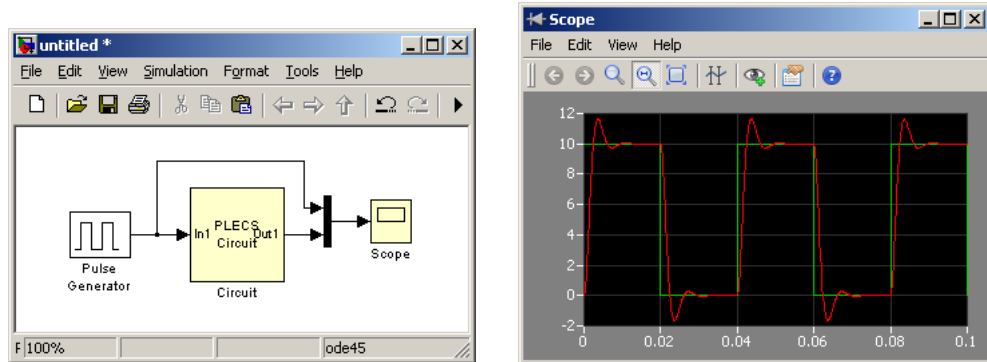 untitled *
File Edit View Simulation Format Tools Help
In1 PLECS Out1
Circuit
Pulse
Generator
Circuit
Scope
F 100% ode45
Scope
File Edit View Help
12
10
8
6
4
2
0
-2
0 0.02 0.04 0.06 0.08 0.1